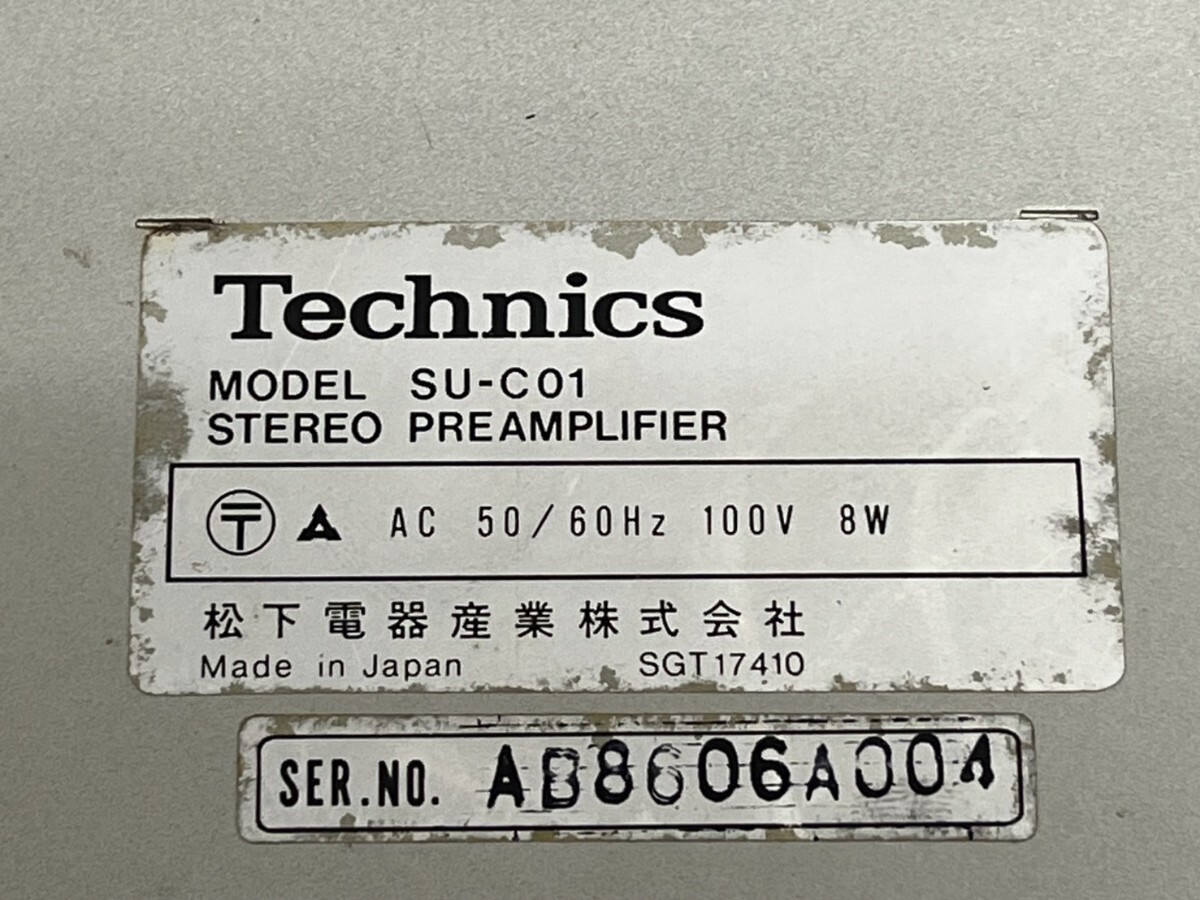 Technics
MODEL SU-C01
STEREO PREAMPLIFIER
〒 AC 50/60Hz 100V 8W
松下電器産業株式会社
Made in Japan SGT17410
SER.NO.